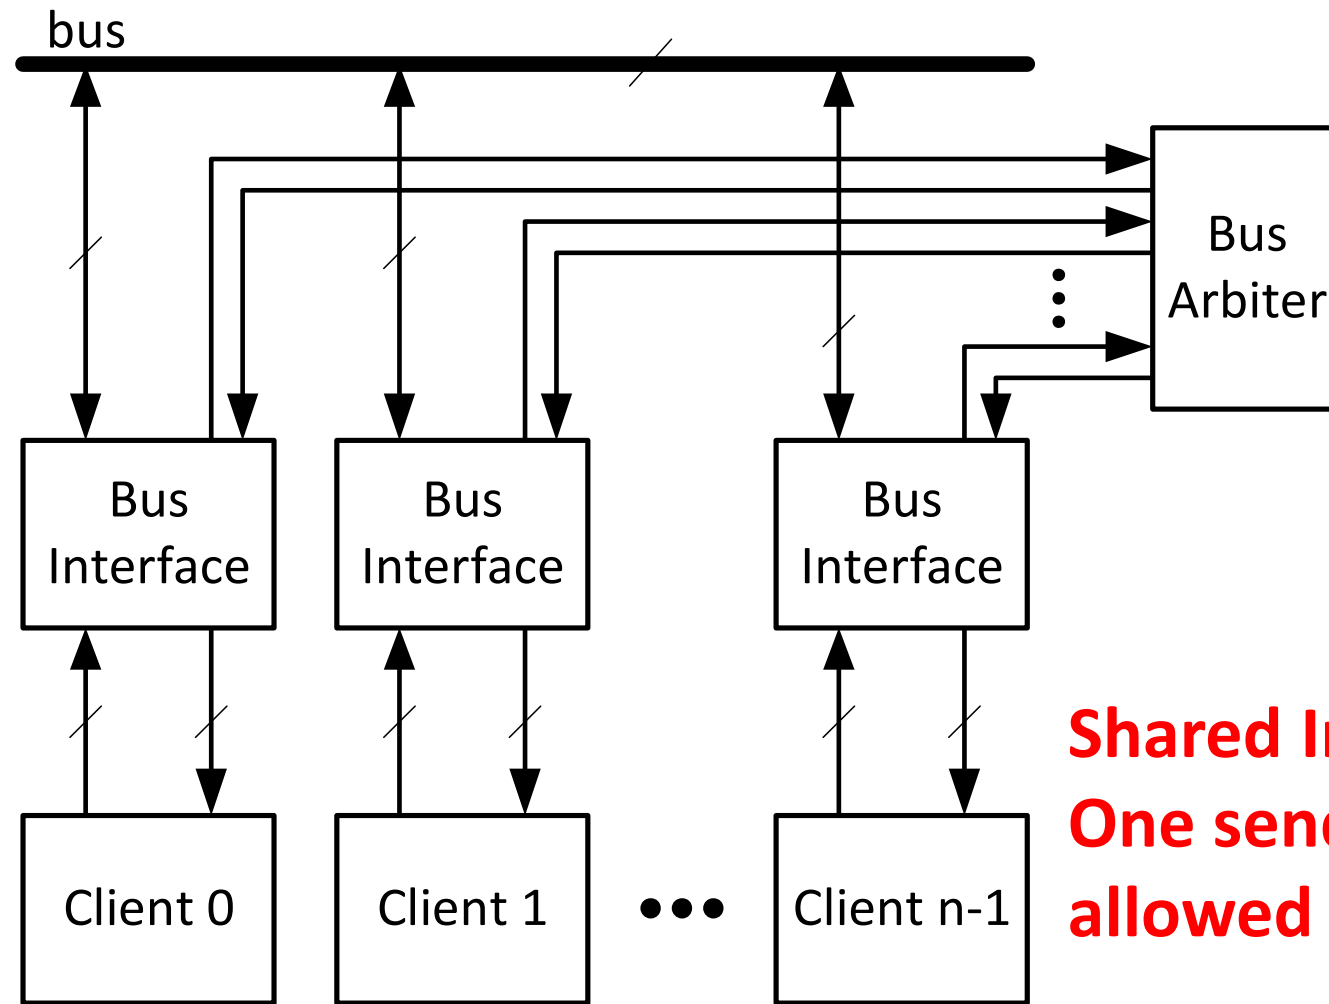 bus
Bus
Arbiter
Bus
Interface
Bus
Interface
Bus
Interface
Shared
One
allowed
Client 0
Client 1
•••
Client n-1